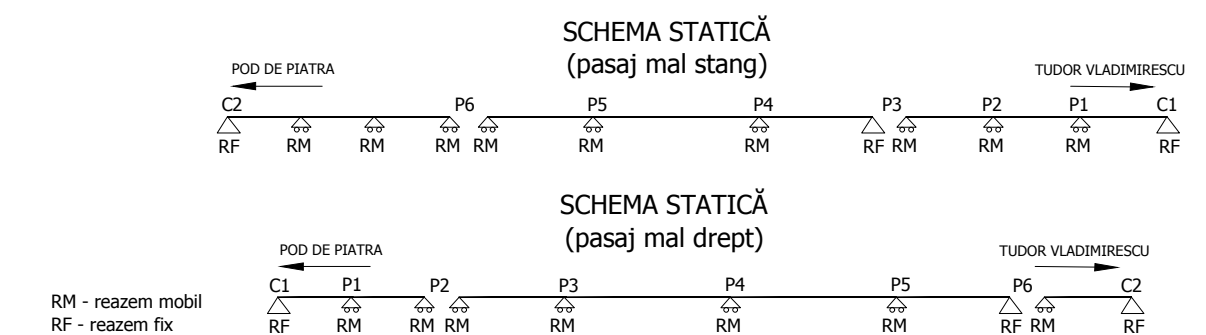 SCHEMA STATICĂ
(pasaj mal stang)
POD DE PIATRA TUDOR VLADIMIRESCU
C2 P6 P5 P4 P3 P2 P1 C1
RF RM RM RM RM RM RM RF RM RM RM RF
SCHEMA STATICĂ
(pasaj mal drept)
POD DE PIATRA TUDOR VLADIMIRESCU
C1 P1 P2 P3 P4 P5 P6 C2
RM - reazem mobil
RF - reazem fix RF RM RM RM RM RM RM RF RM RF